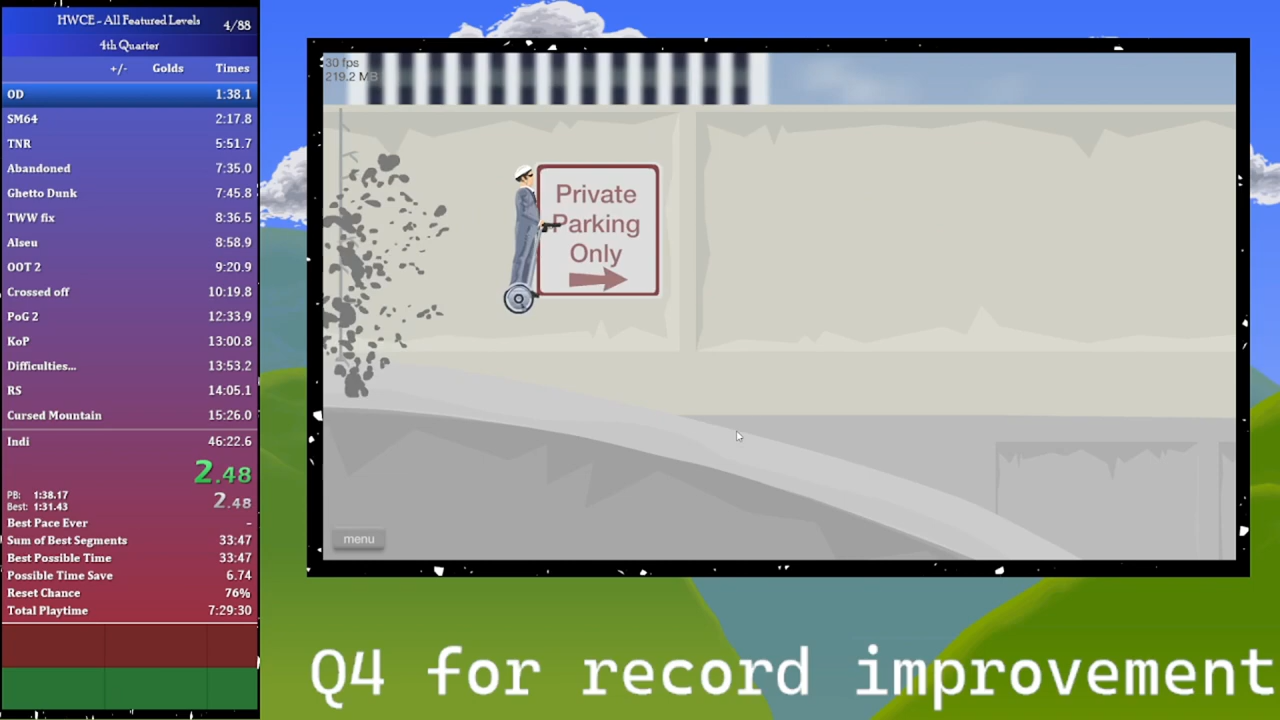 HWCE - All Featured Levels 4/88
4th Quarter
+/- Golds Times
OD 1:38.1
SM64 2:17.8
TNR 5:51.7
Abandoned 7:35.0
Ghetto Dunk 7:45.8
TWW fix 8:36.5
Alseu 8:58.9
OOT 2 9:20.9
Crossed off 10:19.8
PoG 2 12:33.9
KoP 13:00.8
Difficulties... 13:53.2
RS 14:05.1
Cursed Mountain 15:26.0
Indi 46:22.6
2.48
PB: 1:38.17
Best: 1:31.43
2.48
Best Pace Ever -
Sum of Best Segments 33:47
Best Possible Time 33:47
Possible Time Save 6.74
Reset Chance 76%
Total Playtime 7:29:30
30 fps
219.2 MB
Private
Parking
Only
menu
Q4 for record improvement